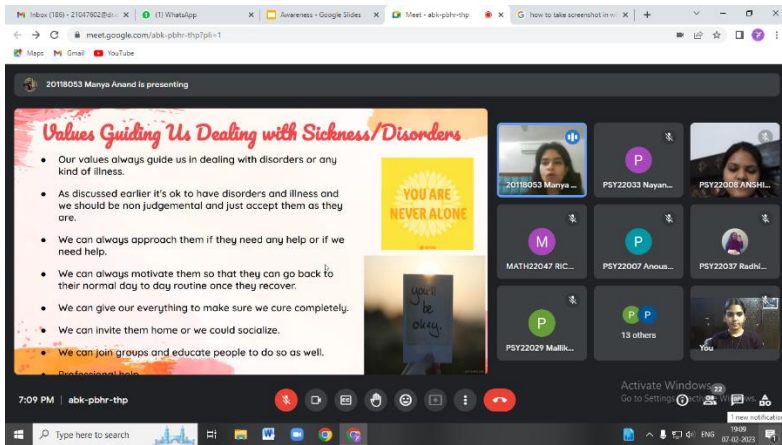 Inbox (186) - 21047602@d
(1) WhatsApp
Awareness - Google Slides
Meet - abk-pbhr-thp
how to take screenshot in wi
meet.google.com/abk-pbhr-thp?pli=1
Maps
Gmail
YouTube
20118053 Manya Anand is presenting
Values Guiding Us Dealing with Sickness/Disorders
• Our values always guide us in dealing with disorders or any
kind of illness.
• As discussed earlier it's ok to have disorders and illness and
we should be non judgemental and just accept them as they
are.
• We can always approach them if they need any help or if we
need help.
• We can always motivate them so that they can go back to
their normal day to day routine once they recover.
• We can give our everything to make sure we cure completely.
• We can invite them home or we could socialize.
• We can join groups and educate people to do so as well.
Professional help
YOU ARE
NEVER ALONE
you'll
be
okay.
20118053 Manya ...
P
PSY22033 Nayan...
PSY22008 ANSHI...
M
MATH22047 RIC...
P
PSY22007 Anous...
PSY22037 Radhi...
P
PSY22029 Mallik...
P P
13 others
You
7:09 PM | abk-pbhr-thp
22
Activate Windows
Go to Settings
1 new notification
Type here to search
ENG
19:09
07-02-2023